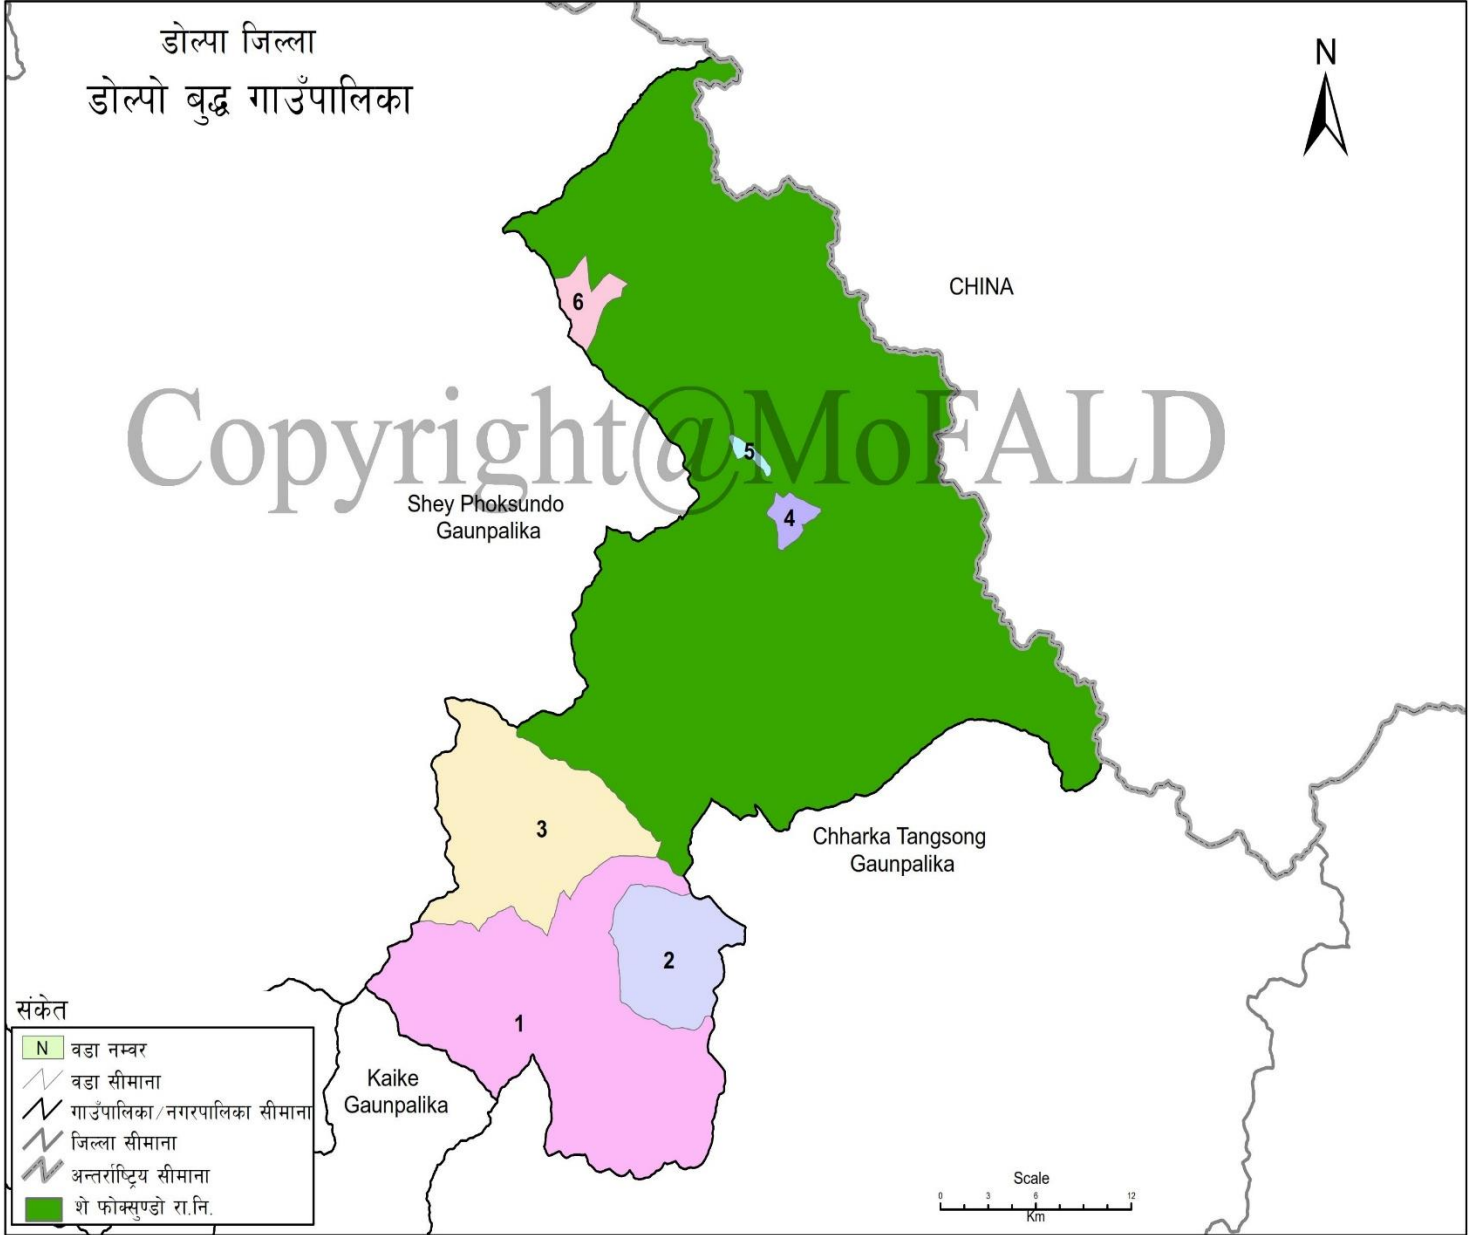 डोल्पा जिल्ला
डोल्पो बुद्ध गाउँपालिका
N
CHINA
6
Copyright@MoFALD
5
4
Shey Phoksundo
Gaunpalika
3
Chharka Tangsong
Gaunpalika
2
1
Kaike
Gaunpalika
संकेत
N वडा नम्वर
वडा सीमाना
गाउँपालिका/नगरपालिका सीमाना
जिल्ला सीमाना
अन्तर्राष्ट्रिय सीमाना
शे फोक्सुण्डो रा.नि.
Scale
0 3 6 12
Km